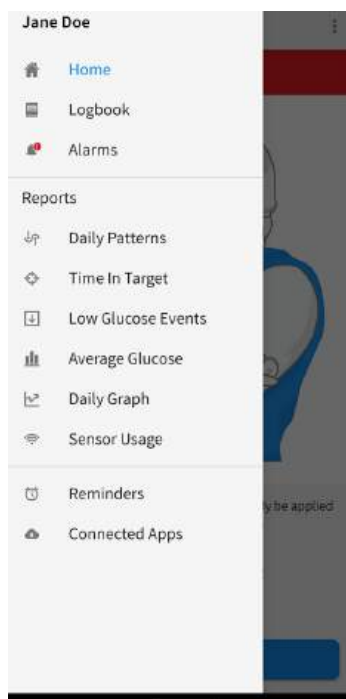 Jane Doe
Home
Logbook
Alarms
Reports
Daily Patterns
Time In Target
Low Glucose Events
Average Glucose
Daily Graph
Sensor Usage
Reminders
ly be applied
Connected Apps